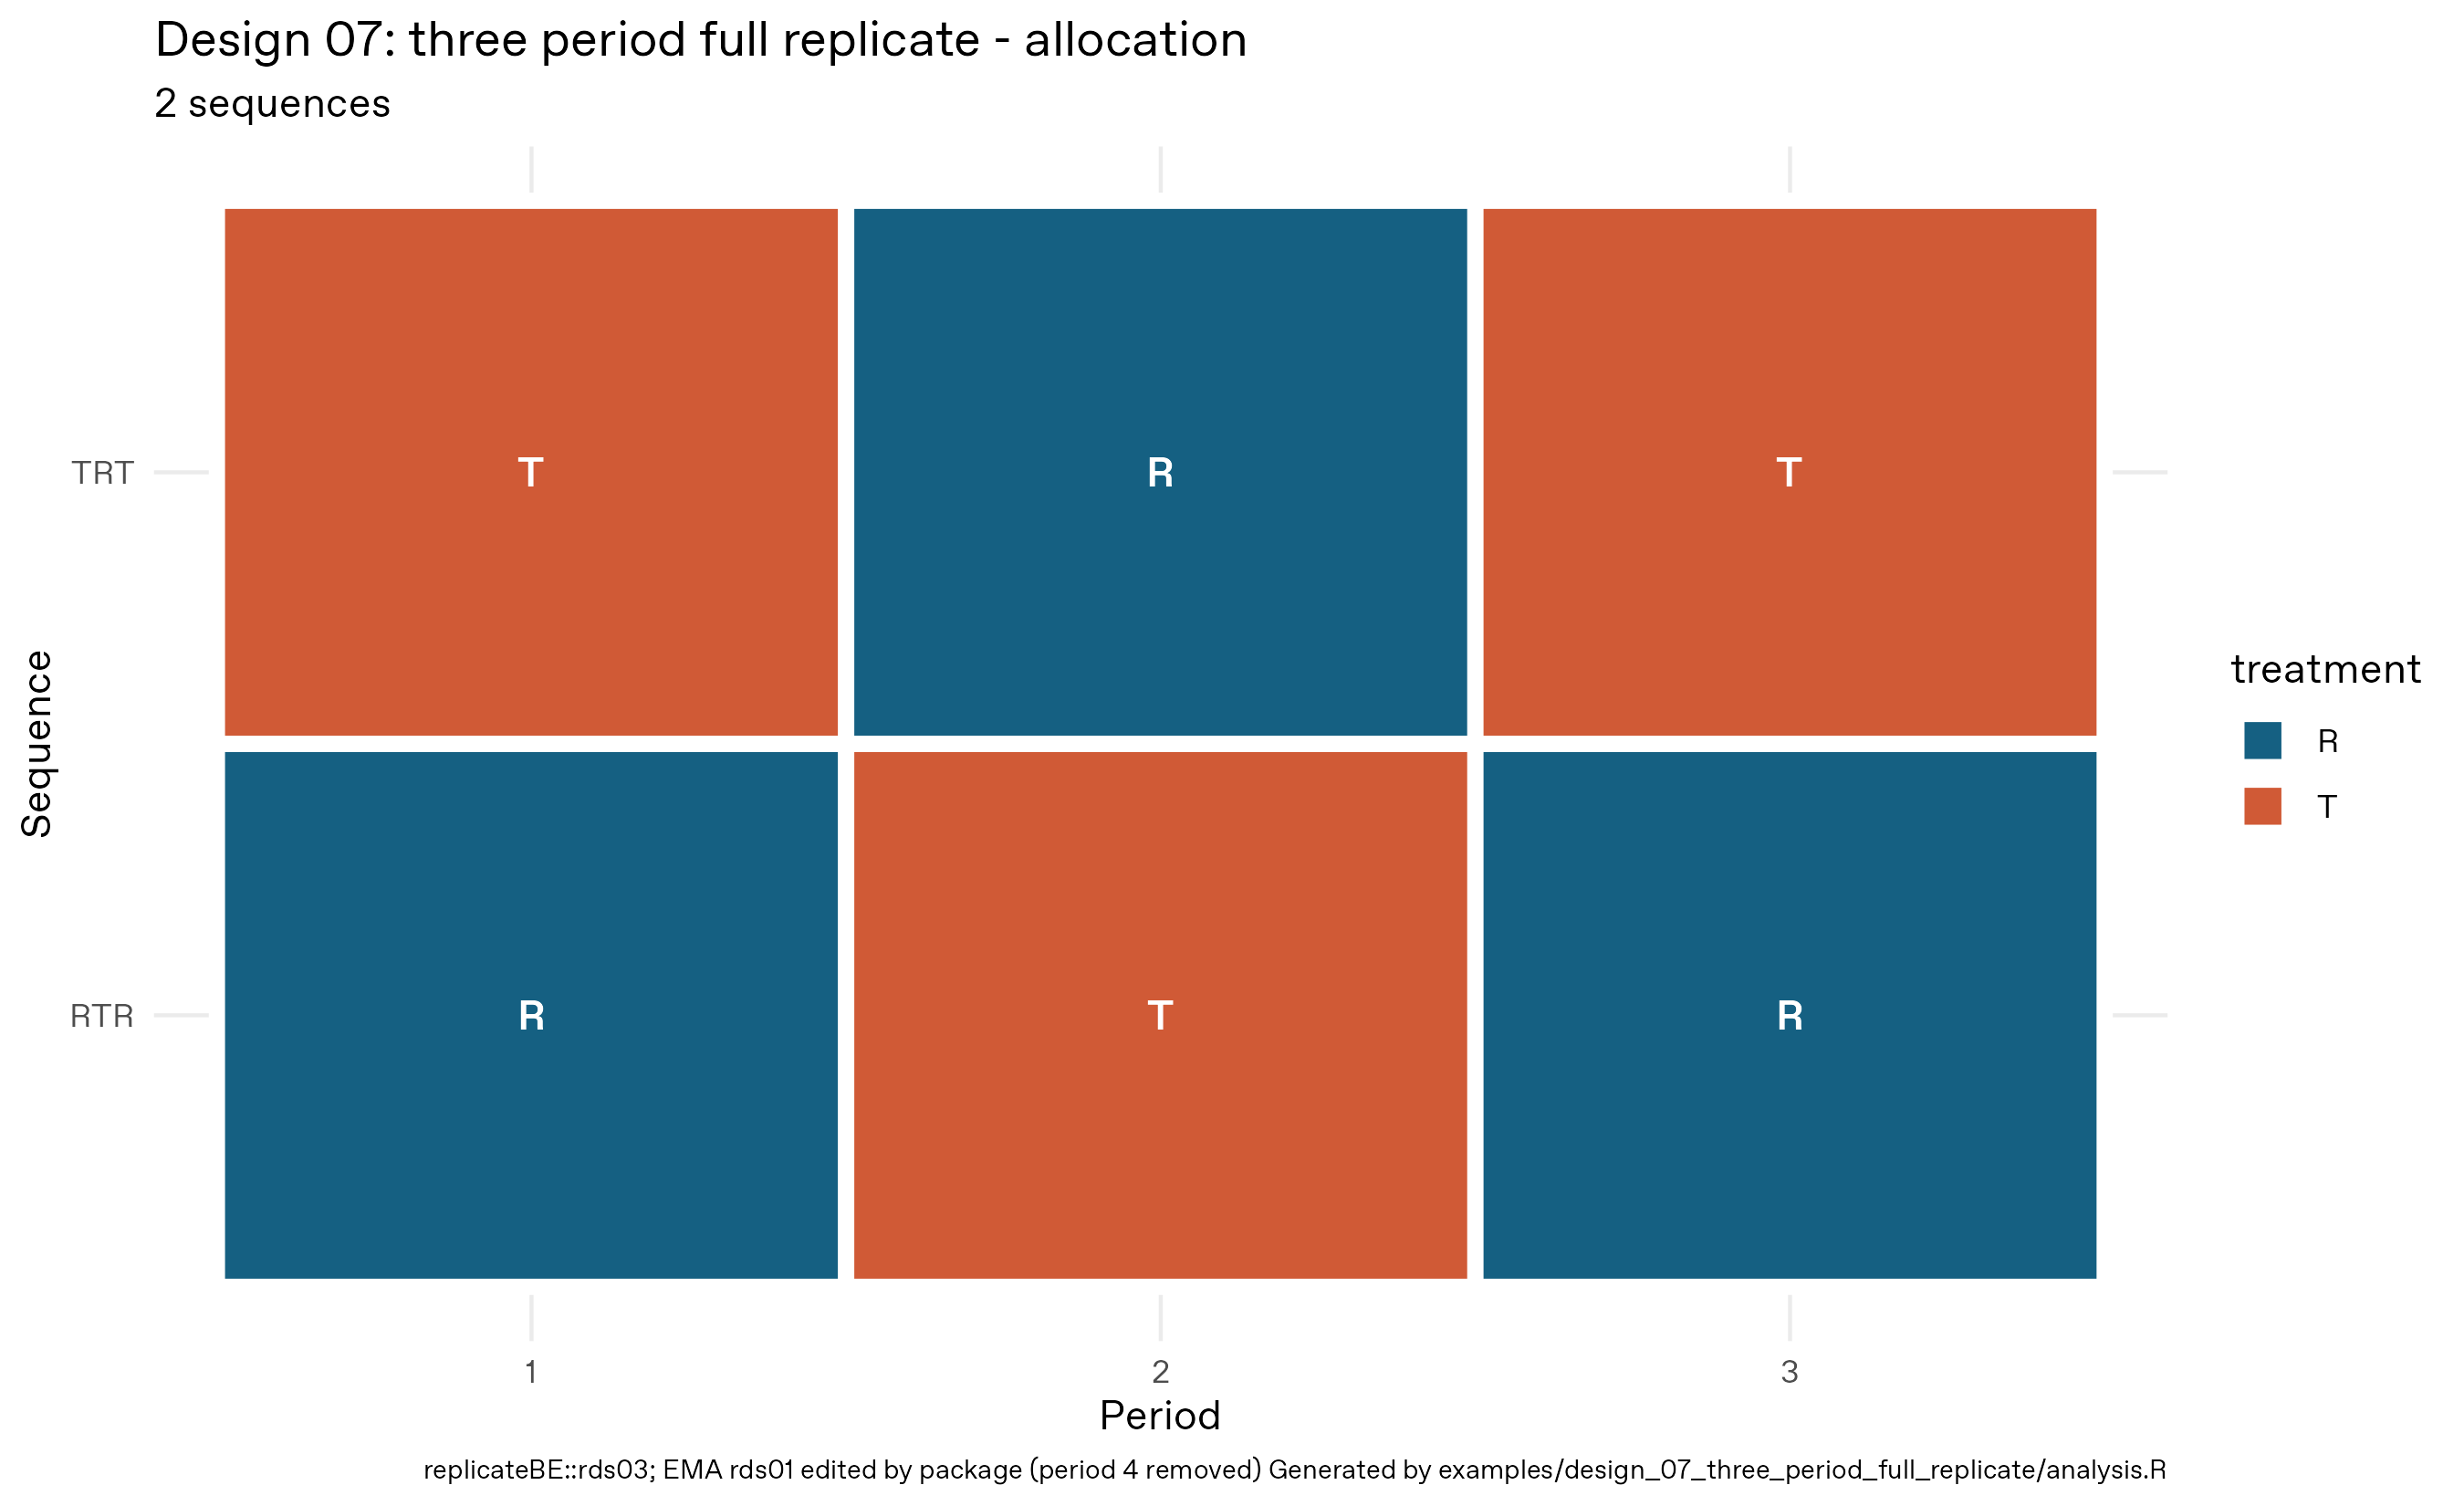 Design 07: three period full replicate - allocation
2 sequences
Sequence
TRT
T
R
T
RTR
R
T
R
1
2
3
Period
treatment
R
T
replicateBE::rds03; EMA rds01 edited by package (period 4 removed) Generated by examples/design_07_three_period_full_replicate/analysis.R